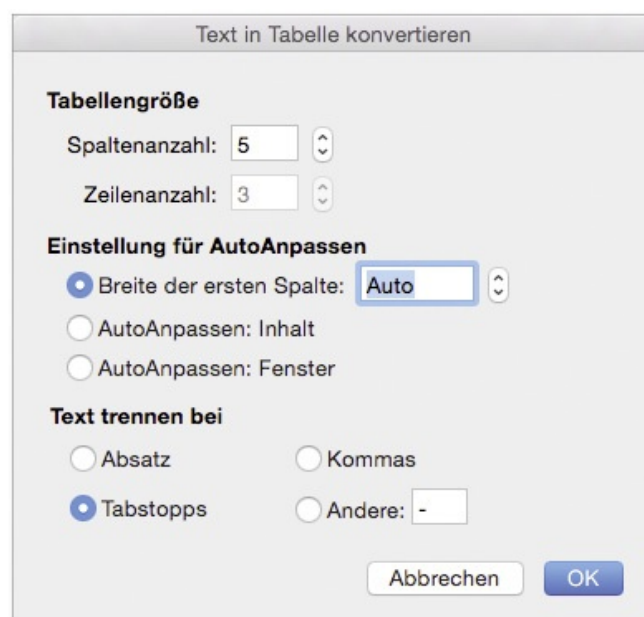 Text in Tabelle konvertieren
Tabellengröße
Spaltenanzahl: 5
Zeilenanzahl: 3
Einstellung für AutoAnpassen
Breite der ersten Spalte: Auto
AutoAnpassen: Inhalt
AutoAnpassen: Fenster
Text trennen bei
Absatz Kommas
Tabstopps Andere: -
Abbrechen OK